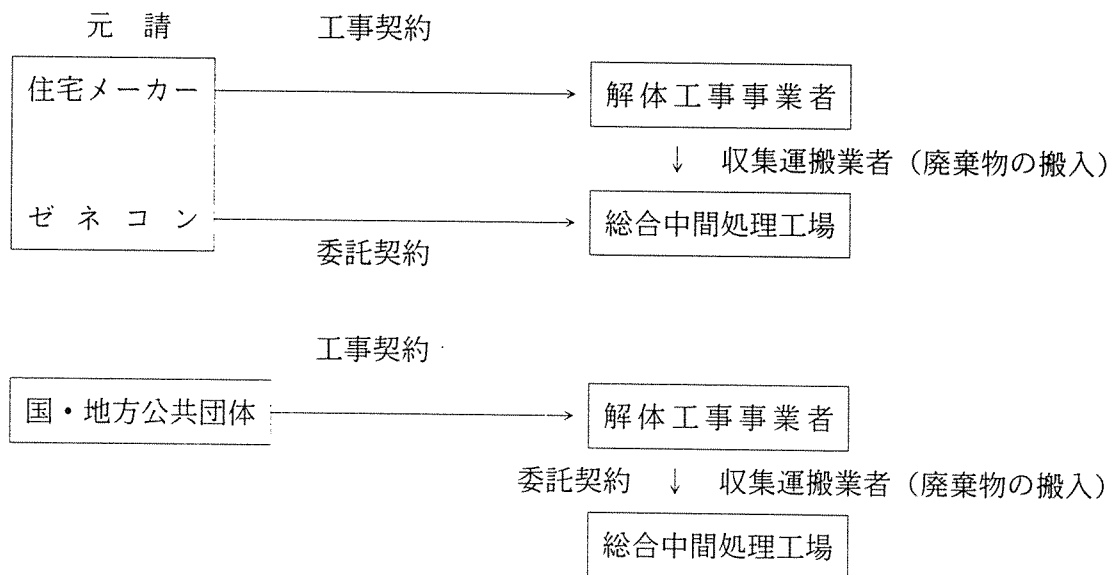 元 請 工事契約
住宅メーカー 解体工事事業者
↓ 収集運搬業者（廃棄物の搬入）
ゼネコン 総合中間処理工場
委託契約
工事契約
国・地方公共団体 解体工事事業者
委託契約 ↓ 収集運搬業者（廃棄物の搬入）
総合中間処理工場